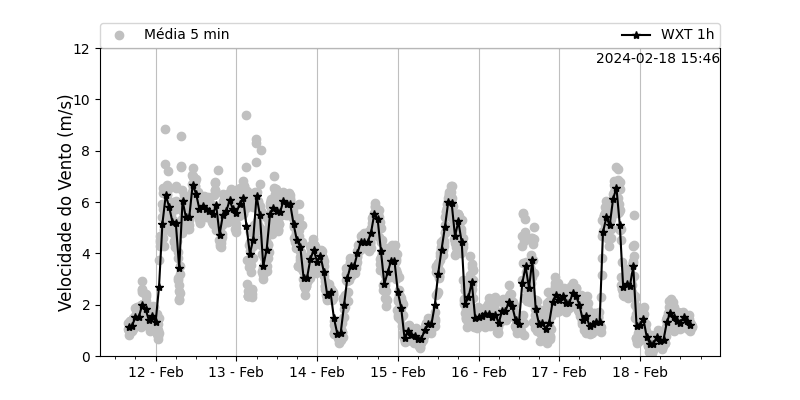 Média 5 min
WXT 1h
2024-02-18 15:46
Velocidade do Vento (m/s)
12
10
8
6
4
2
0
12 - Feb
13 - Feb
14 - Feb
15 - Feb
16 - Feb
17 - Feb
18 - Feb